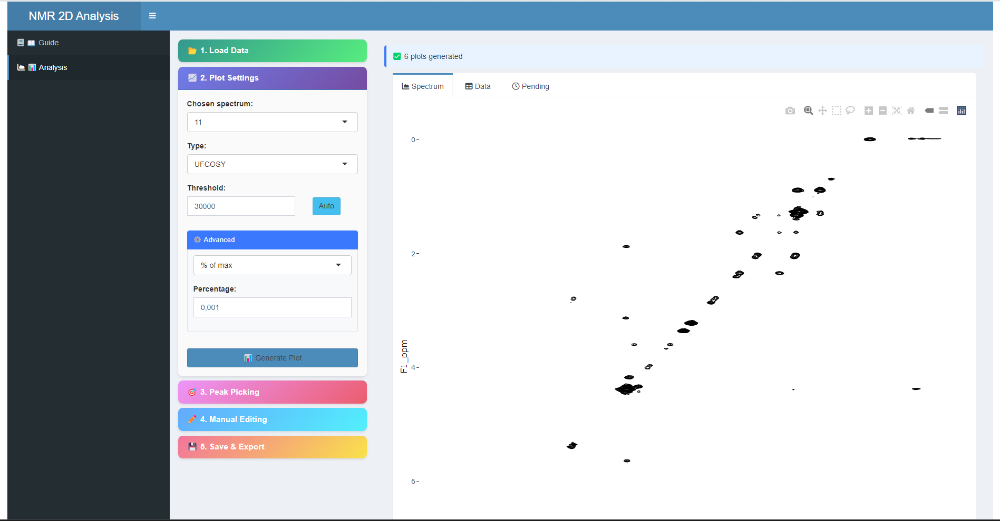 NMR 2D Analysis
Guide
Analysis
1. Load Data
2. Plot Settings
Chosen spectrum:
11
Type:
UFCOSY
Threshold:
30000
Auto
Advanced
% of max
Percentage:
0,001
Generate Plot
3. Peak Picking
4. Manual Editing
5. Save & Export
6 plots generated
Spectrum
Data
Pending
0
2
4
6
F1_ppm